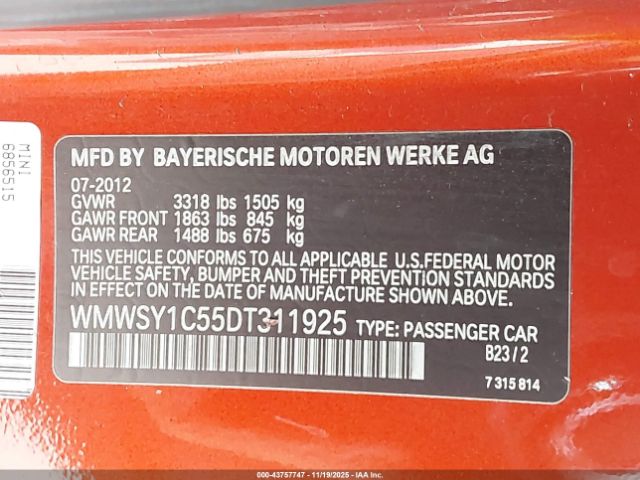 MFD BY BAYERISCHE MOTOREN WERKE AG
07-2012
GVWR 3318 lbs 1505 kg
GAWR FRONT 1863 lbs 845 kg
GAWR REAR 1488 lbs 675 kg
THIS VEHICLE CONFORMS TO ALL APPLICABLE U.S.FEDERAL MOTOR
VEHICLE SAFETY, BUMPER AND THEFT PREVENTION STANDARDS
IN EFFECT ON THE DATE OF MANUFACTURE SHOWN ABOVE.
WMWSY1C55DT311925 TYPE: PASSENGER CAR
B23/2
7 315 814
MINI
6856515
000-43757747 - 11/19/2025 - IAAI.COM